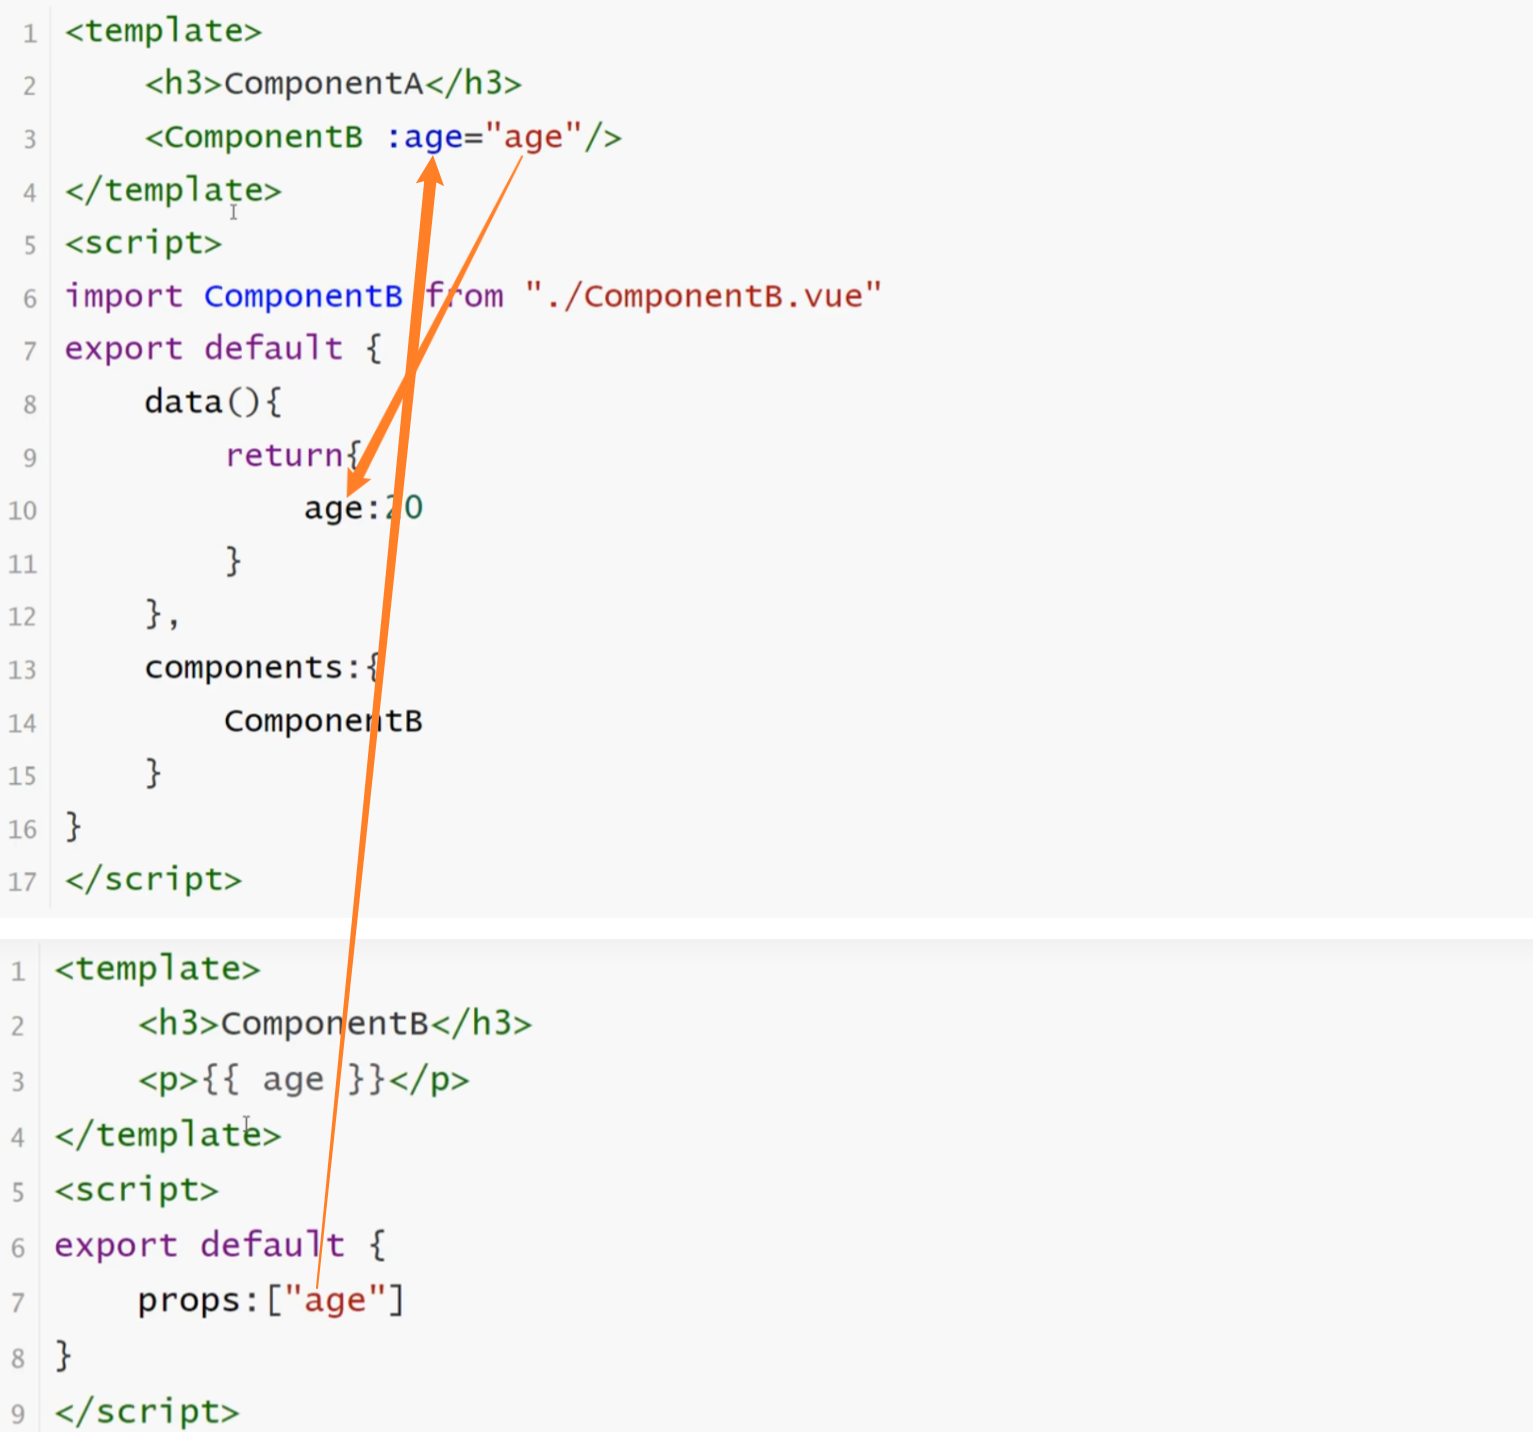 1 <template>
2 <h3>ComponentA</h3>
3 <ComponentB :age="age"/>
4 </template>
5 <script>
6 import ComponentB from "./ComponentB.vue"
7 export default {
8 data(){
9 return{
10 age:20
11 }
12 },
13 components:{
14 ComponentB
15 }
16 }
17 </script>
1 <template>
2 <h3>ComponentB</h3>
3 <p>{{ age }}</p>
4 </template>
5 <script>
6 export default {
7 props:["age"]
8 }
9 </script>